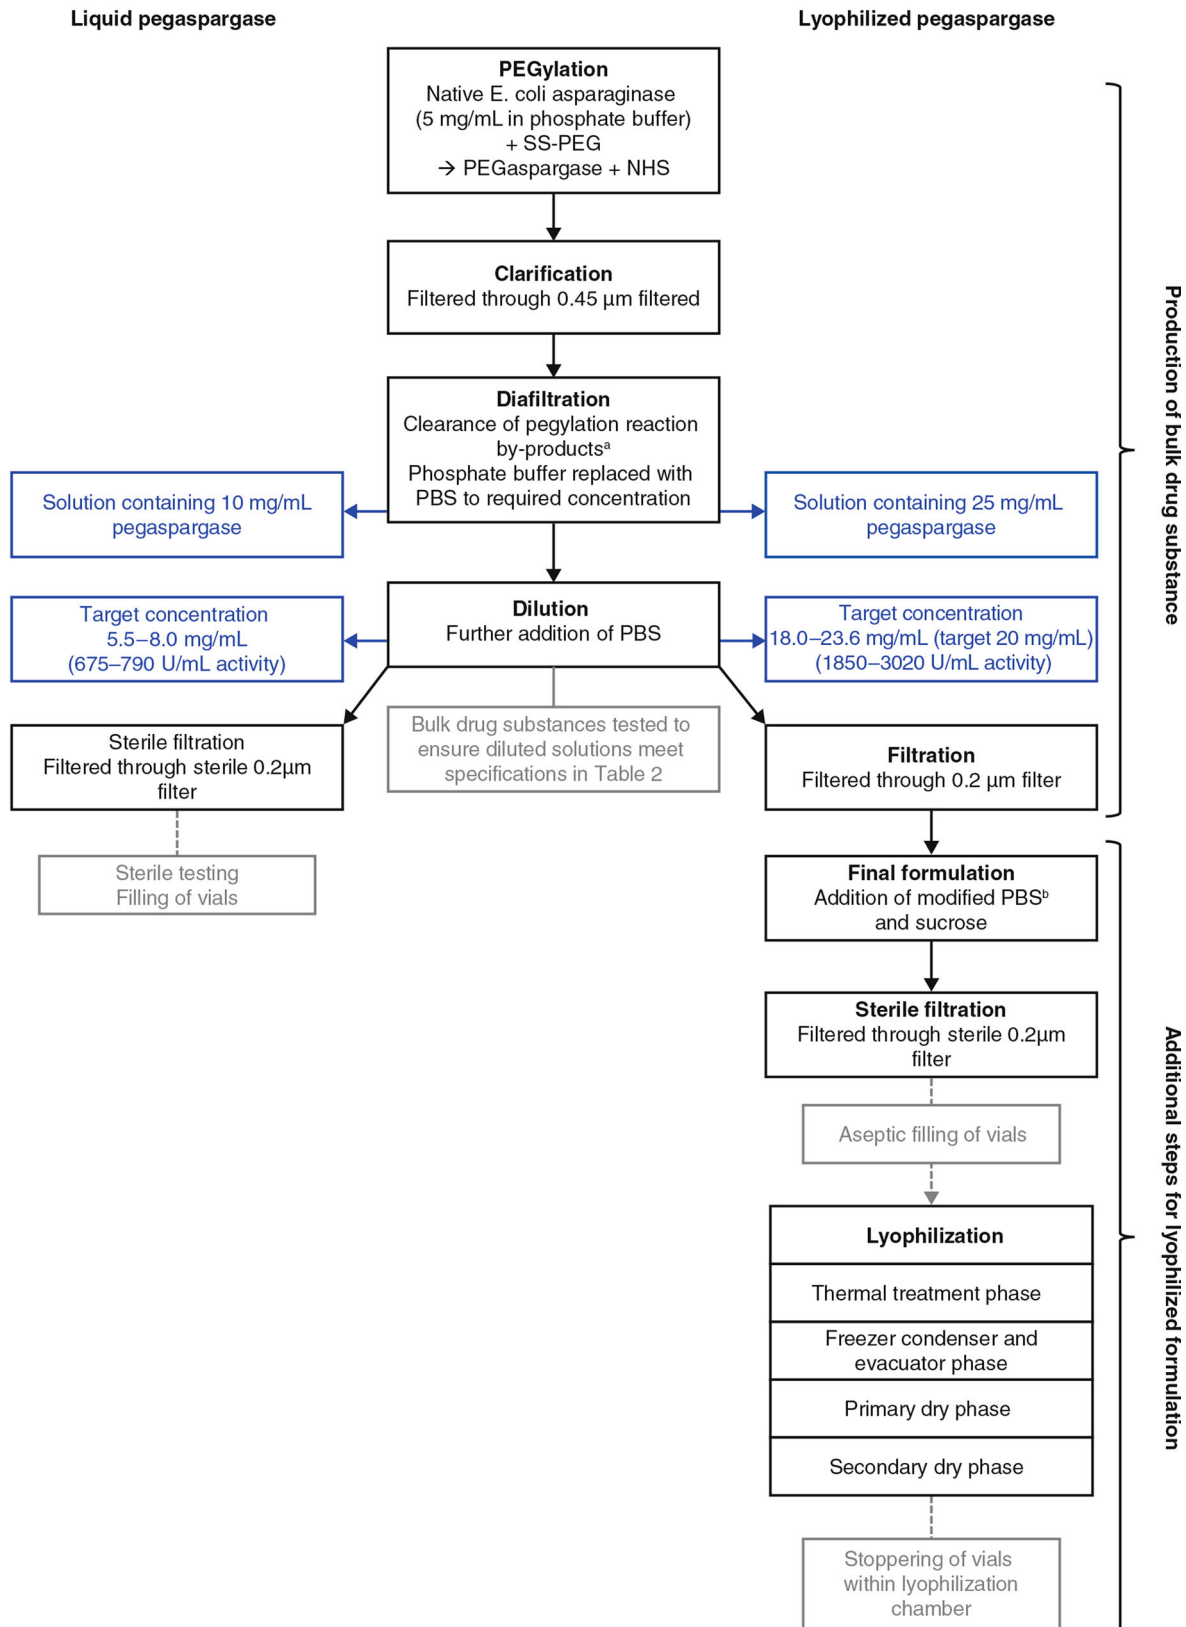 Liquid pegaspargase
Lyophilized pegaspargase
PEGylation
Native E. coli asparaginase
(5 mg/mL in phosphate buffer)
+ SS-PEG
→ PEGaspargase + NHS
Clarification
Filtered through 0.45 µm filtered
Diafiltration
Clearance of pegylation reaction
by-productsᵃ
Phosphate buffer replaced with
PBS to required concentration
Solution containing 10 mg/mL
pegaspargase
Solution containing 25 mg/mL
pegaspargase
Dilution
Further addition of PBS
Target concentration
5.5–8.0 mg/mL
(675–790 U/mL activity)
Target concentration
18.0–23.6 mg/mL (target 20 mg/mL)
(1850–3020 U/mL activity)
Production of bulk drug substance
Sterile filtration
Filtered through sterile 0.2µm
filter
Bulk drug substances tested to
ensure diluted solutions meet
specifications in Table 2
Filtration
Filtered through 0.2 µm filter
Sterile testing
Filling of vials
Final formulation
Addition of modified PBSᵇ
and sucrose
Sterile filtration
Filtered through sterile 0.2µm
filter
Aseptic filling of vials
Lyophilization
Thermal treatment phase
Freezer condenser and
evacuator phase
Primary dry phase
Secondary dry phase
Stoppering of vials
within lyophilization
chamber
Additional steps for lyophilized formulation